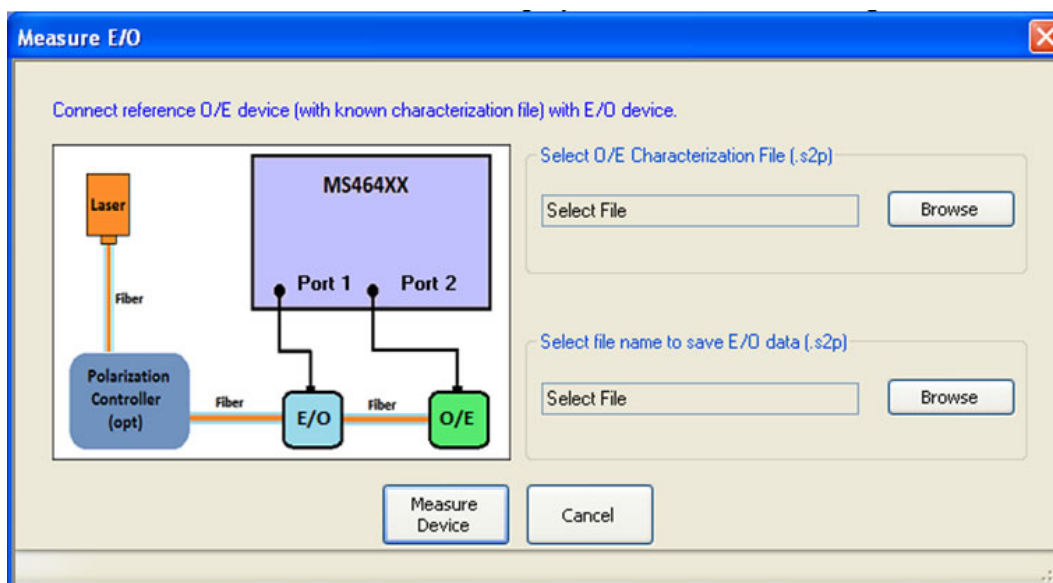 Measure E/O
Connect reference O/E device (with known characterization file) with E/O device.
Laser
Fiber
Polarization
Controller
(opt)
Fiber
MS464XX
Port 1
Port 2
E/O
Fiber
O/E
Select O/E Characterization File (.s2p)
Select File
Browse
Select file name to save E/O data (.s2p)
Select File
Browse
Measure
Device
Cancel